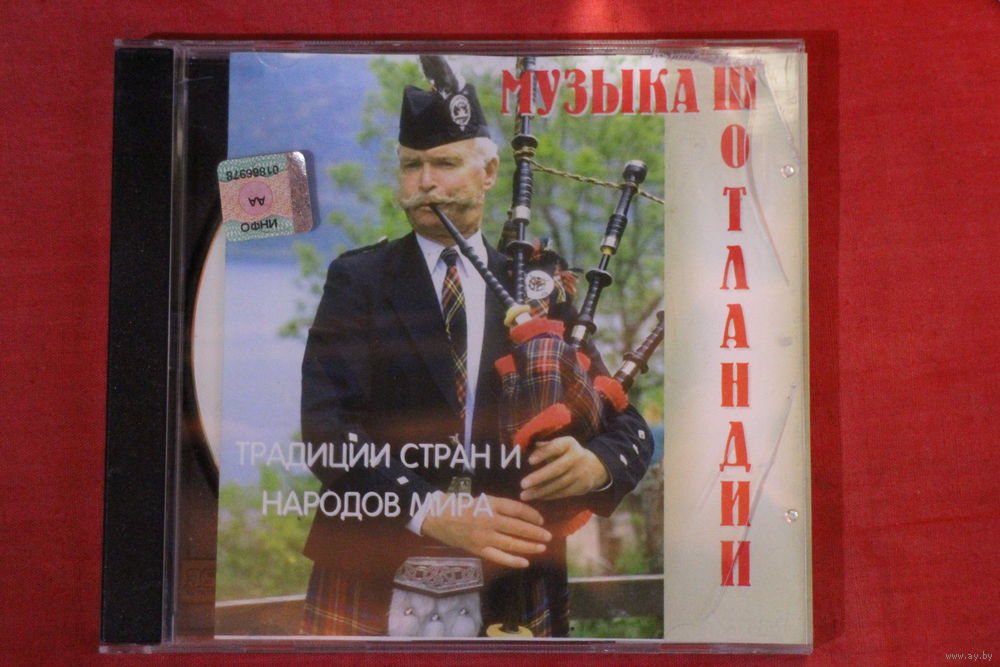 МУЗЫКА ШОТЛАНДИИ
ТРАДИЦИИ СТРАН И
НАРОДОВ МИРА
01866978
АА
ОФНИ
www.ay.by